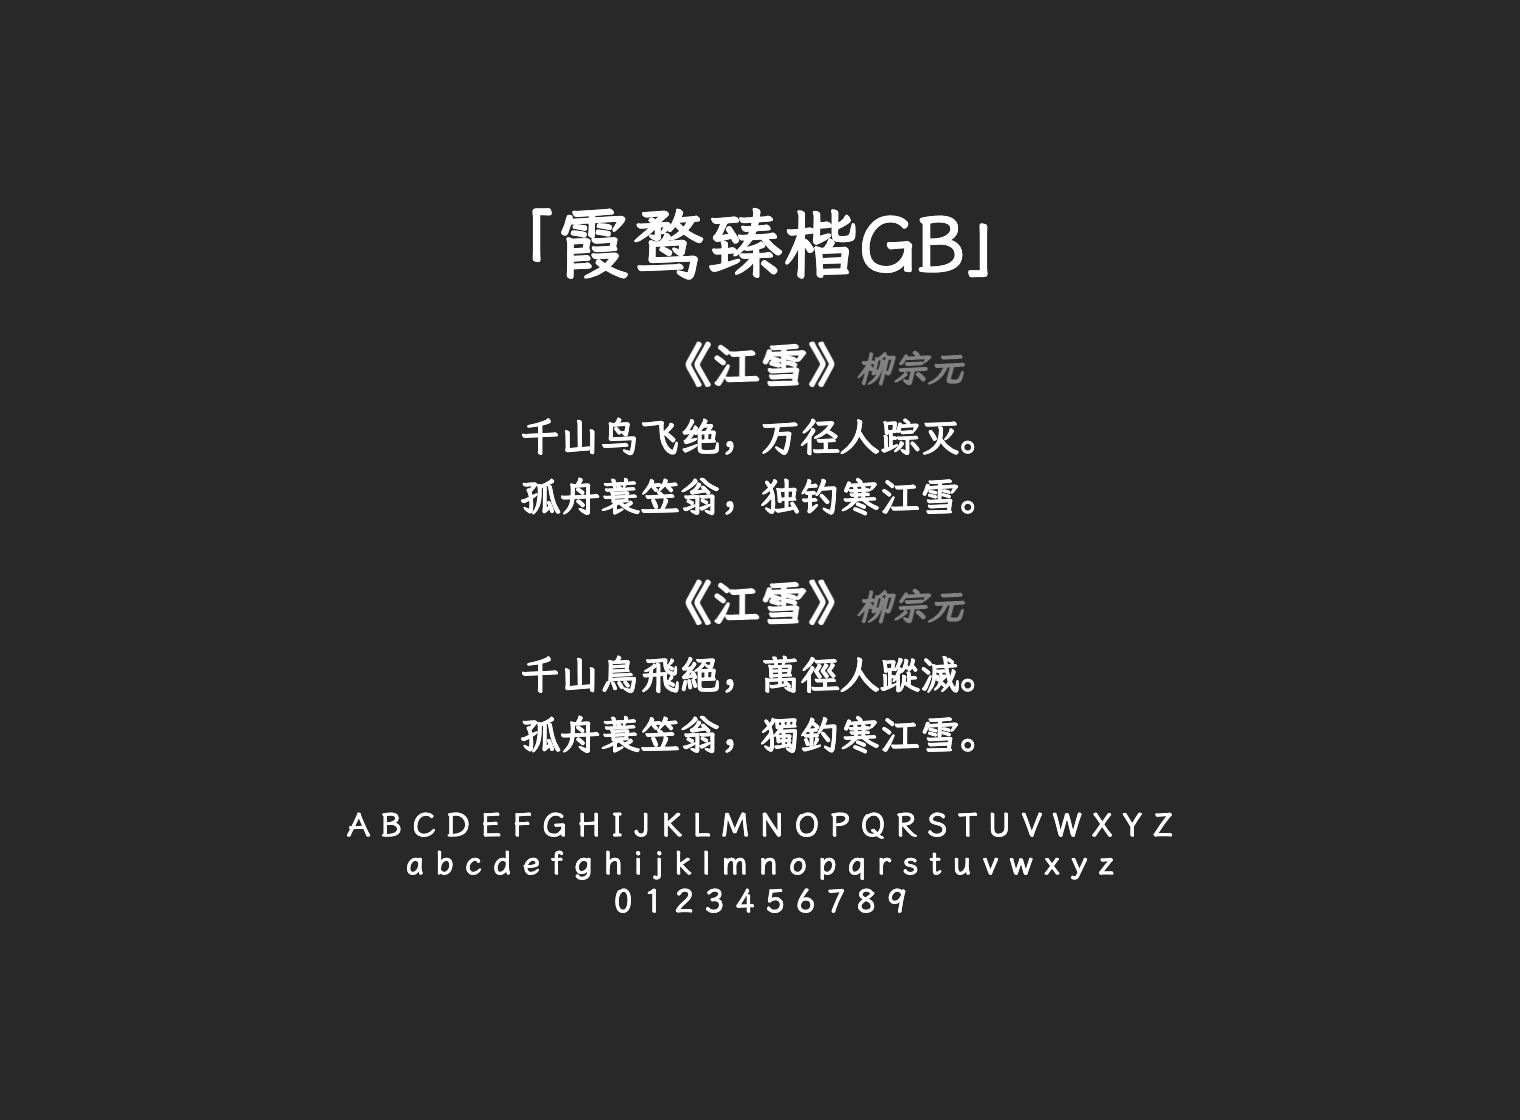 「霞鹜臻楷GB」
《江雪》柳宗元
千山鸟飞绝，万径人踪灭。
孤舟蓑笠翁，独钓寒江雪。
《江雪》柳宗元
千山鳥飛絕，萬徑人蹤滅。
孤舟蓑笠翁，獨釣寒江雪。
A B C D E F G H I J K L M N O P Q R S T U V W X Y Z
a b c d e f g h i j k l m n o p q r s t u v w x y z
0 1 2 3 4 5 6 7 8 9